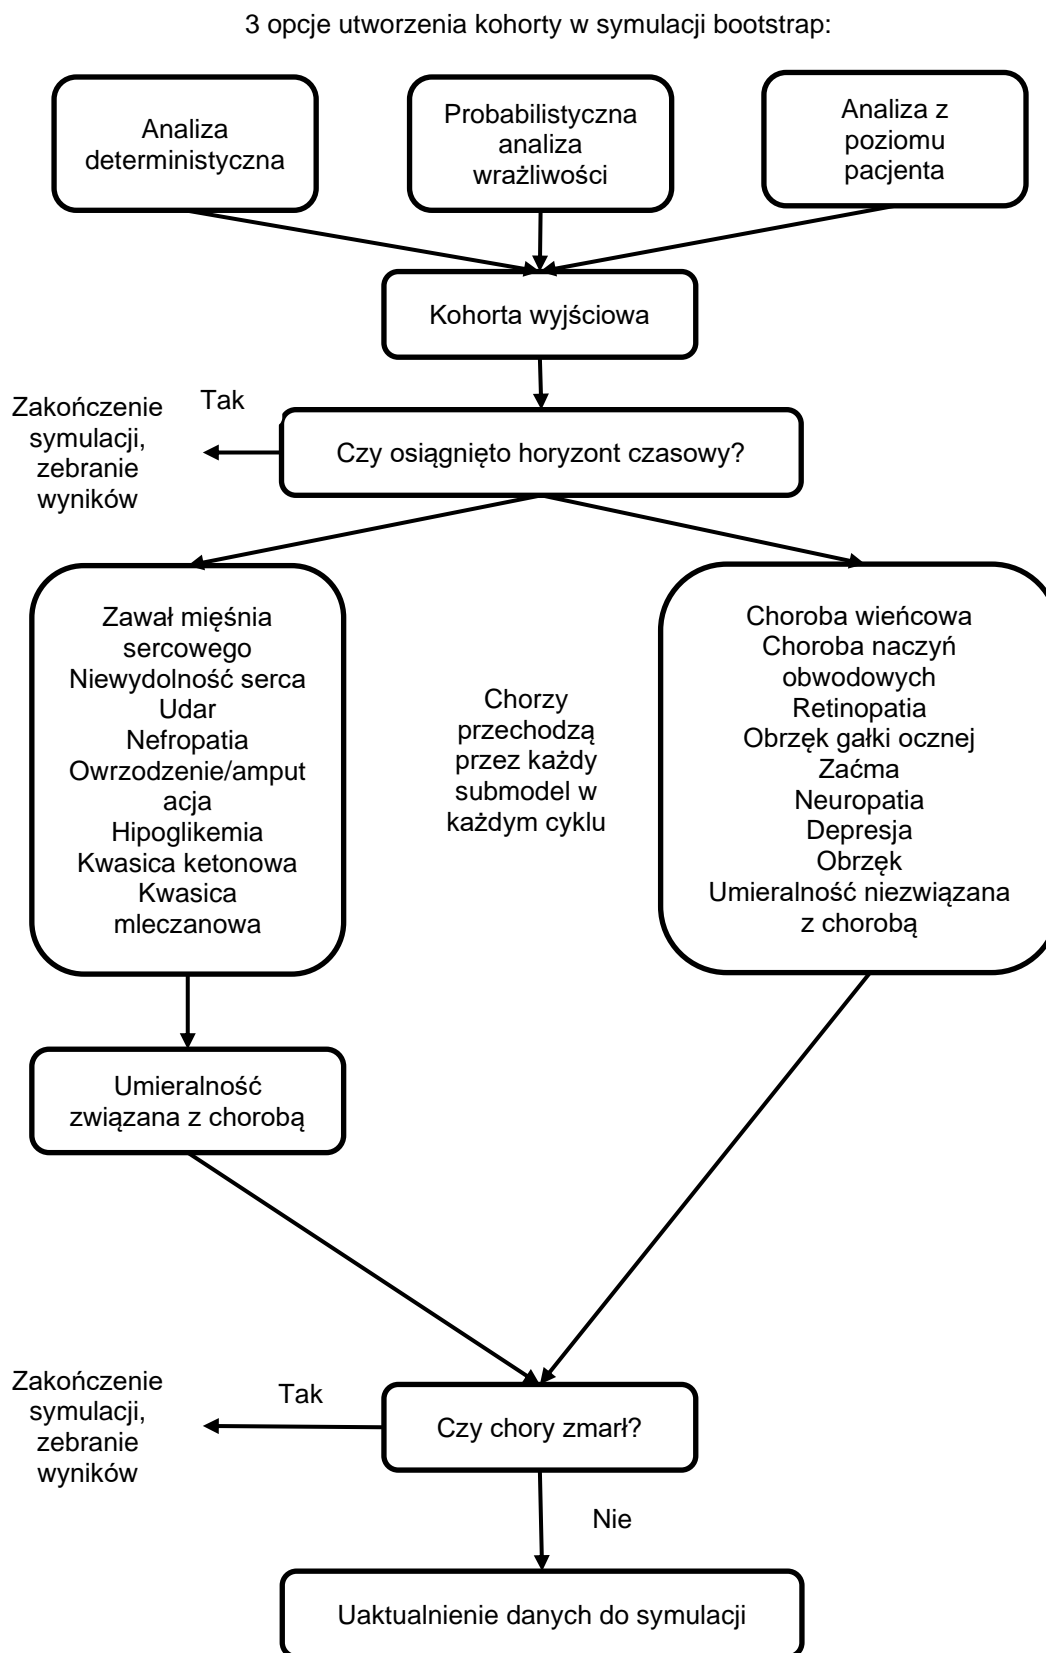 3 opcje utworzenia kohorty w symulacji bootstrap:
Analiza
deterministyczna
Probabilistyczna
analiza
wrażliwości
Analiza z
poziomu
pacjenta
Kohorta wyjściowa
Tak
Zakończenie
symulacji,
zebranie
wyników
Czy osiągnięto horyzont czasowy?
Zawał mięśnia
sercowego
Niewydolność serca
Udar
Nefropatia
Owrzodzenie/amput
acja
Hipoglikemia
Kwasica ketonowa
Kwasica
mleczanowa
Chorzy
przechodzą
przez każdy
submodel w
każdym cyklu
Choroba wieńcowa
Choroba naczyń
obwodowych
Retinopatia
Obrzęk gałki ocznej
Zaćma
Neuropatia
Depresja
Obrzęk
Umieralność niezwiązana
z chorobą
Umieralność
związana z chorobą
Zakończenie
symulacji,
zebranie
wyników
Tak
Czy chory zmarł?
Nie
Uaktualnienie danych do symulacji